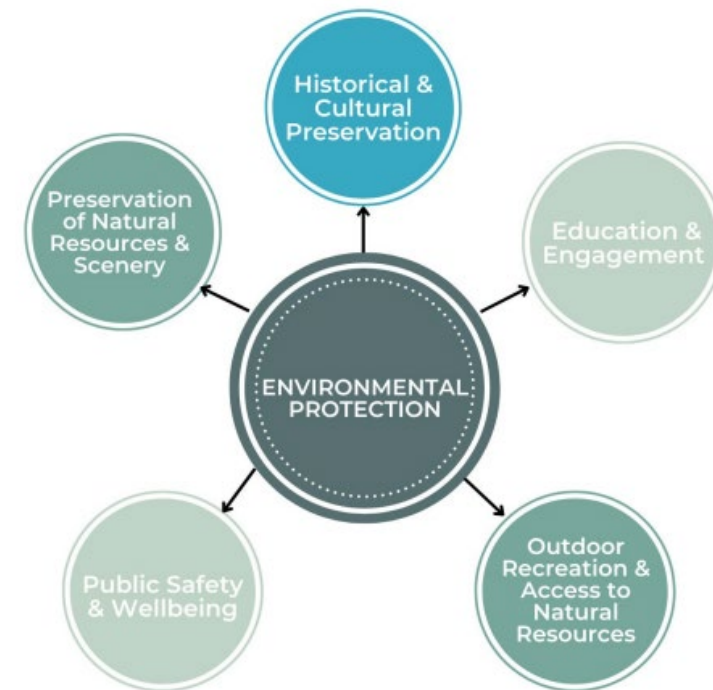 Historical &
Cultural
Preservation
Preservation
of Natural
Resources &
Scenery
Education &
Engagement
ENVIRONMENTAL
PROTECTION
Public Safety
& Wellbeing
Outdoor
Recreation &
Access to
Natural
Resources